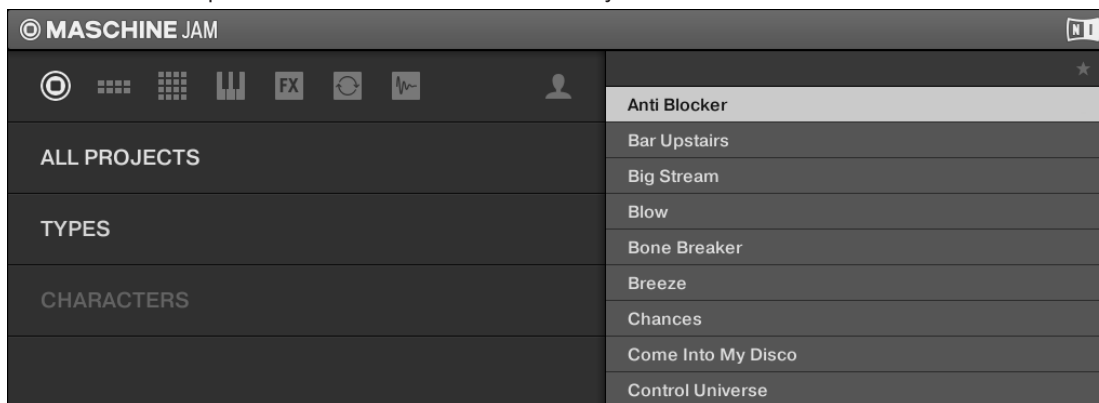 MASCHINE JAM
NI
FX
ALL PROJECTS
TYPES
CHARACTERS
Anti Blocker
Bar Upstairs
Big Stream
Blow
Bone Breaker
Breeze
Chances
Come Into My Disco
Control Universe